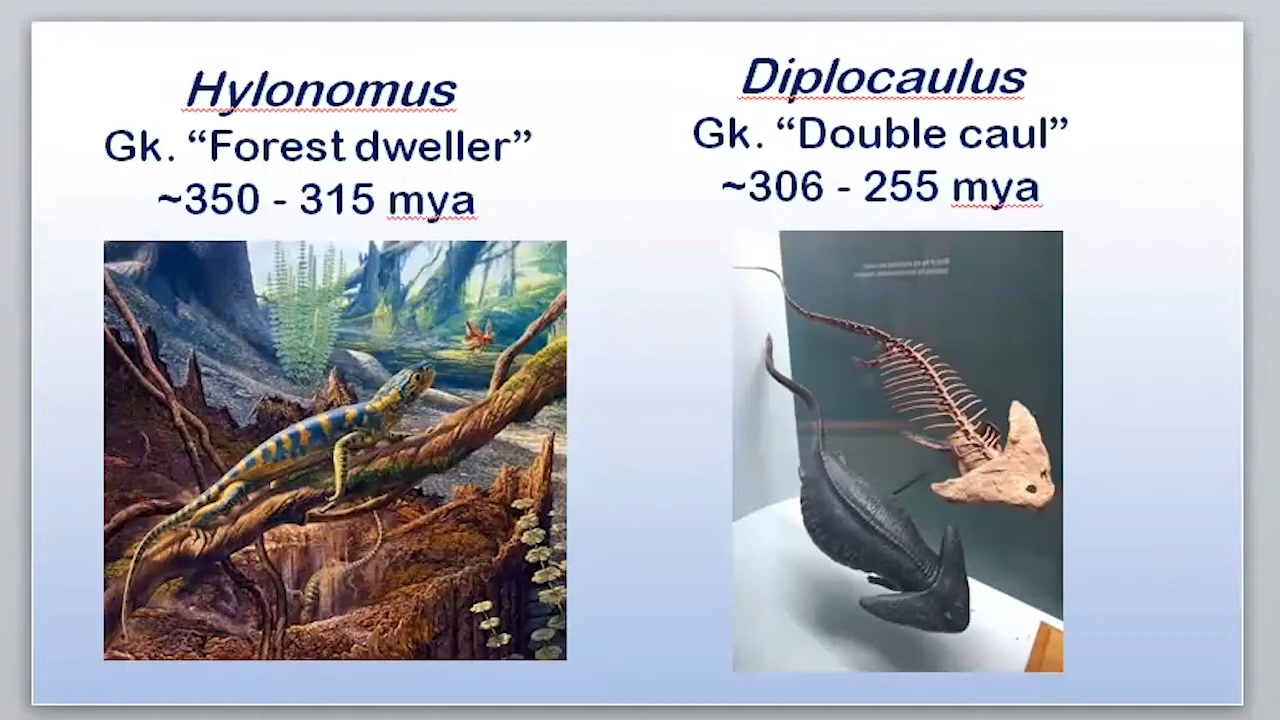 Hylonomus
Gk. “Forest dweller”
~350 - 315 mya
Diplocaulus
Gk. “Double caul”
~306 - 255 mya